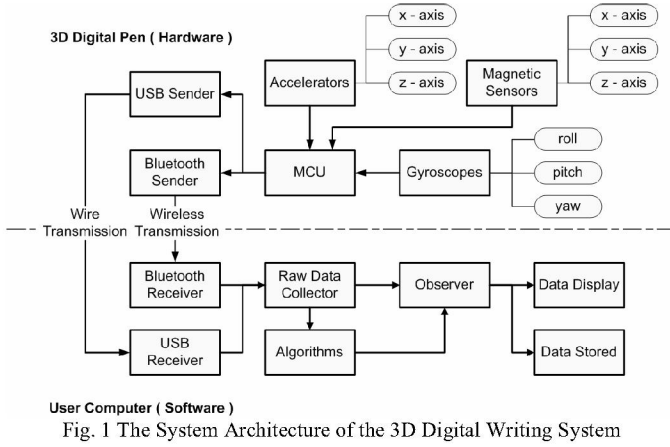 3D Digital Pen ( Hardware )
x - axis
y - axis
z - axis
x - axis
y - axis
z - axis
Accelerators
Magnetic
Sensors
USB Sender
Bluetooth
Sender
MCU
Gyroscopes
roll
pitch
yaw
Wire
Transmission
Wireless
Transmission
Bluetooth
Receiver
Raw Data
Collector
Observer
Data Display
USB
Receiver
Algorithms
Data Stored
User Computer ( Software )
Fig. 1 The System Architecture of the 3D Digital Writing System